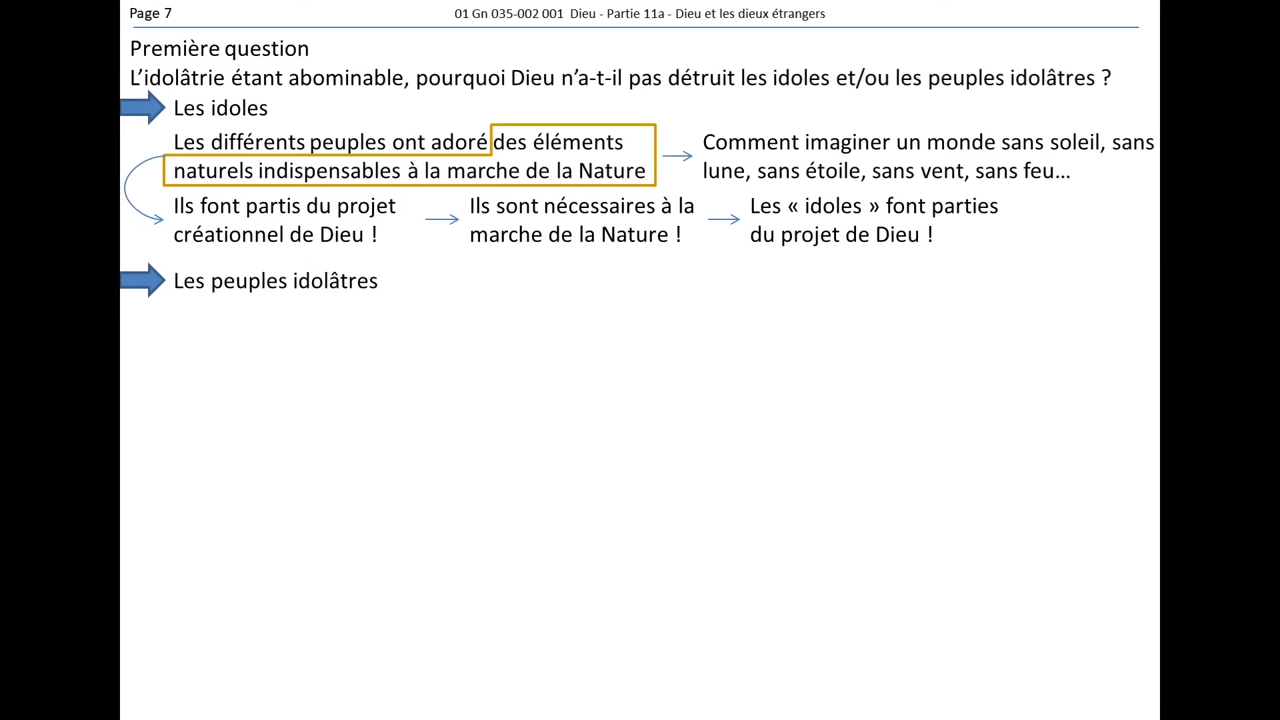 Page 7
01 Gn 035-002 001 Dieu - Partie 11a - Dieu et les dieux étrangers
Première question
L’idolâtrie étant abominable, pourquoi Dieu n’a-t-il pas détruit les idoles et/ou les peuples idolâtres ?
Les idoles
Les différents peuples ont adoré des éléments
naturels indispensables à la marche de la Nature
Comment imaginer un monde sans soleil, sans
lune, sans étoile, sans vent, sans feu…
Ils font partis du projet
créationnel de Dieu !
Ils sont nécessaires à la
marche de la Nature !
Les « idoles » font parties
du projet de Dieu !
Les peuples idolâtres